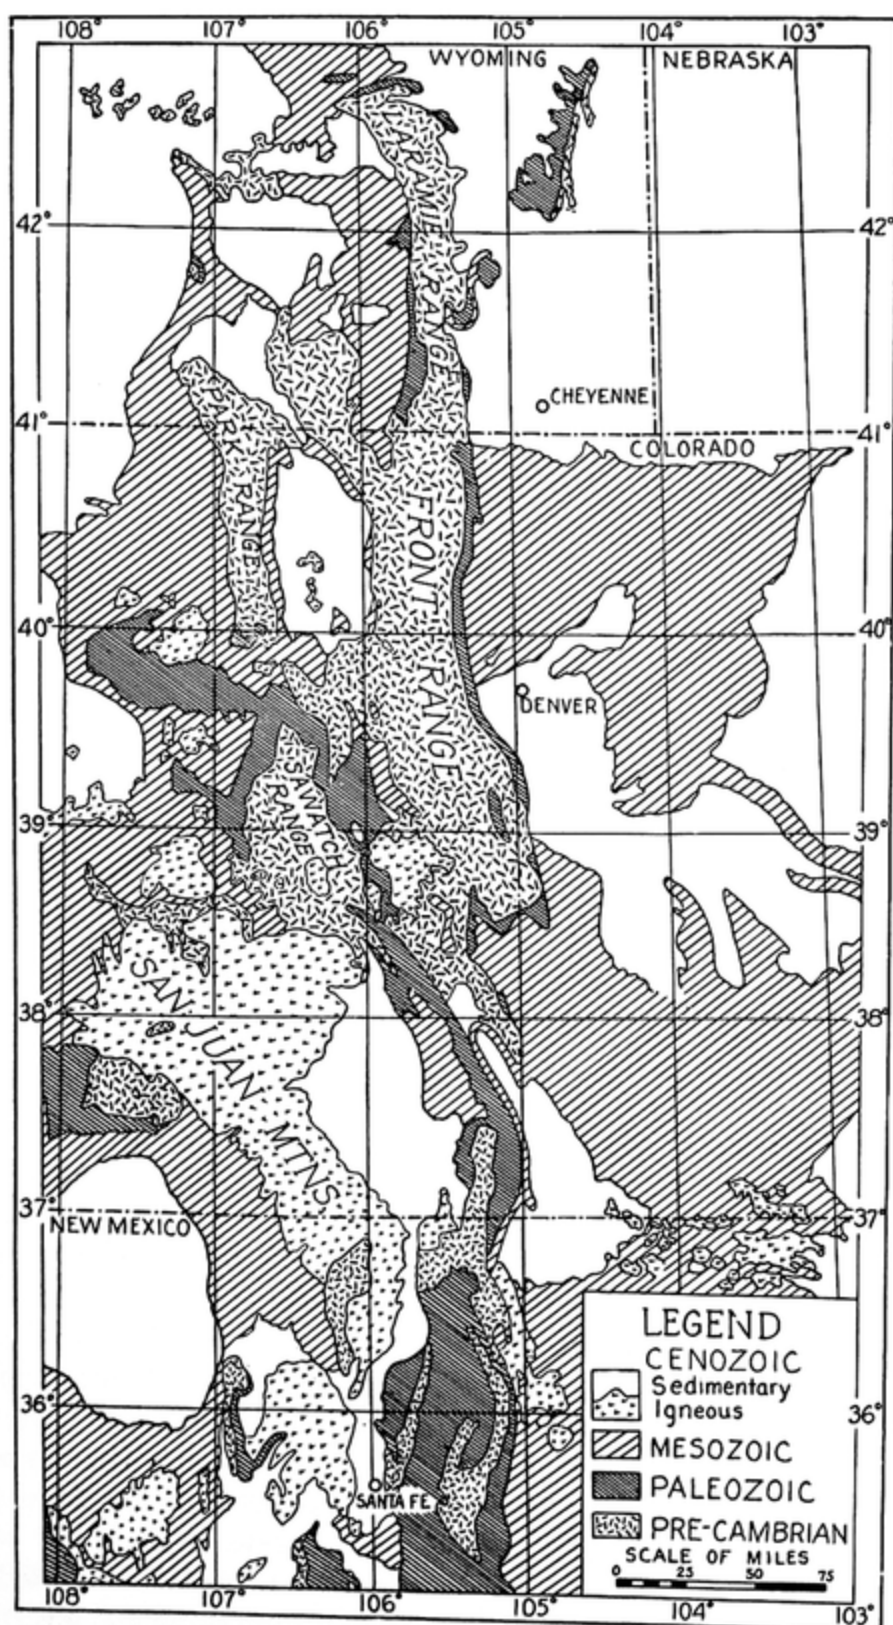 108° 107° 106° 105° 104° 103°
WYOMING NEBRASKA
LARAMIE RANGE
42° 42°
CHEYENNE
41° 41°
COLORADO
PARK RANGE
FRONT RANGE
40° 40°
DENVER
SAWATCH
RANGE
39° 39°
SAN JUAN MTNS
38° 38°
37° 37°
NEW MEXICO
36° 36°
SANTA FE
LEGEND
CENOZOIC
Sedimentary
Igneous
MESOZOIC
PALEOZOIC
PRE-CAMBRIAN
SCALE OF MILES
0 25 50 75
108° 107° 106° 105° 104° 103°